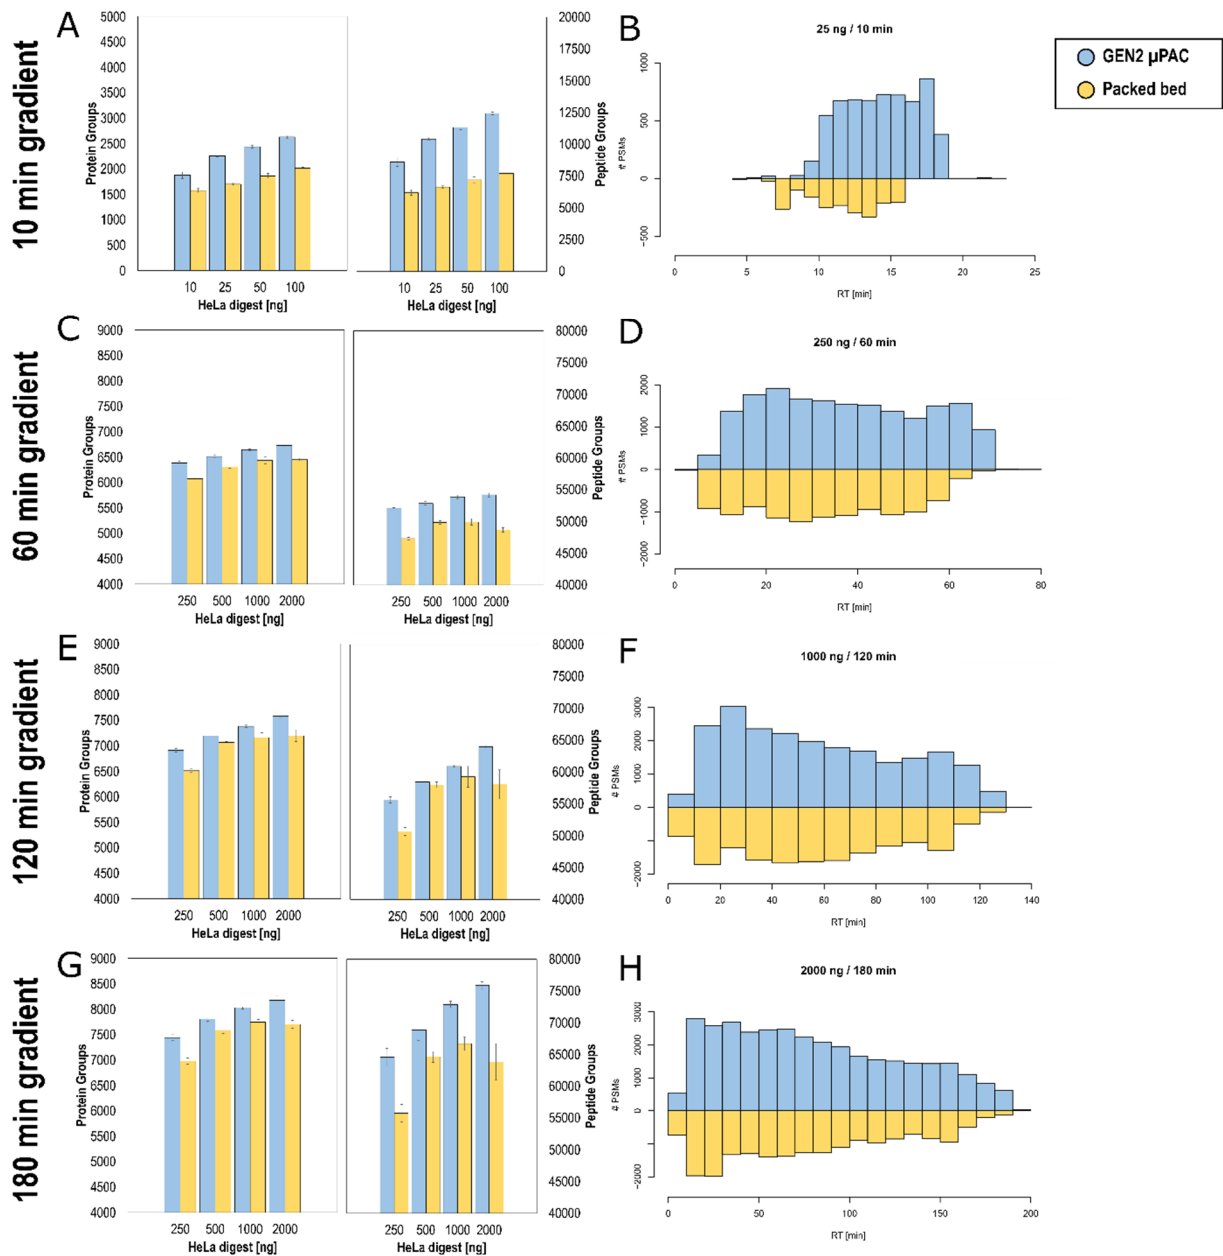 10 min gradient
A
5000
4500
4000
3500
3000
2500
2000
1500
1000
500
0
Protein Groups
10 25 50 100
HeLa digest [ng]
20000
17500
15000
12500
10000
7500
5000
2500
0
Peptide Groups
10 25 50 100
HeLa digest [ng]
B
25 ng / 10 min
1000
500
0
−500
# PSMs
0 5 10 15 20 25
RT [min]
GEN2 µPAC
Packed bed
60 min gradient
C
9000
8500
8000
7500
7000
6500
6000
5500
5000
4500
4000
Protein Groups
250 500 1000 2000
HeLa digest [ng]
80000
75000
70000
65000
60000
55000
50000
45000
40000
Peptide Groups
250 500 1000 2000
HeLa digest [ng]
D
250 ng / 60 min
2000
1000
0
−1000
−2000
# PSMs
0 20 40 60 80
RT [min]
120 min gradient
E
9000
8500
8000
7500
7000
6500
6000
5500
5000
4500
4000
Protein Groups
250 500 1000 2000
HeLa digest [ng]
80000
75000
70000
65000
60000
55000
50000
45000
40000
Peptide Groups
250 500 1000 2000
HeLa digest [ng]
F
1000 ng / 120 min
3000
2000
1000
0
−2000
# PSMs
0 20 40 60 80 100 120 140
RT [min]
180 min gradient
G
9000
8500
8000
7500
7000
6500
6000
5500
5000
4500
4000
Protein Groups
250 500 1000 2000
HeLa digest [ng]
80000
75000
70000
65000
60000
55000
50000
45000
40000
Peptide Groups
250 500 1000 2000
HeLa digest [ng]
H
2000 ng / 180 min
3000
2000
1000
0
−2000
# PSMs
0 50 100 150 200
RT [min]